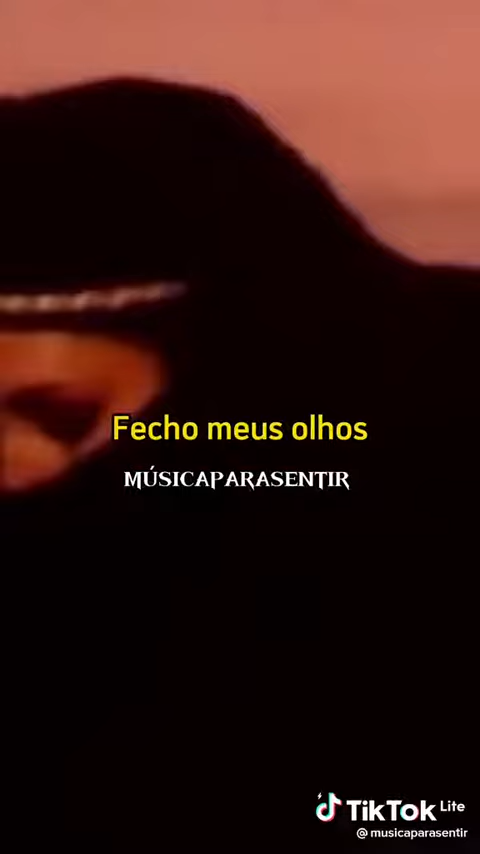 Fecho meus olhos
MÚSICAPARASENTIR
TikTok Lite
@musicaparasentir